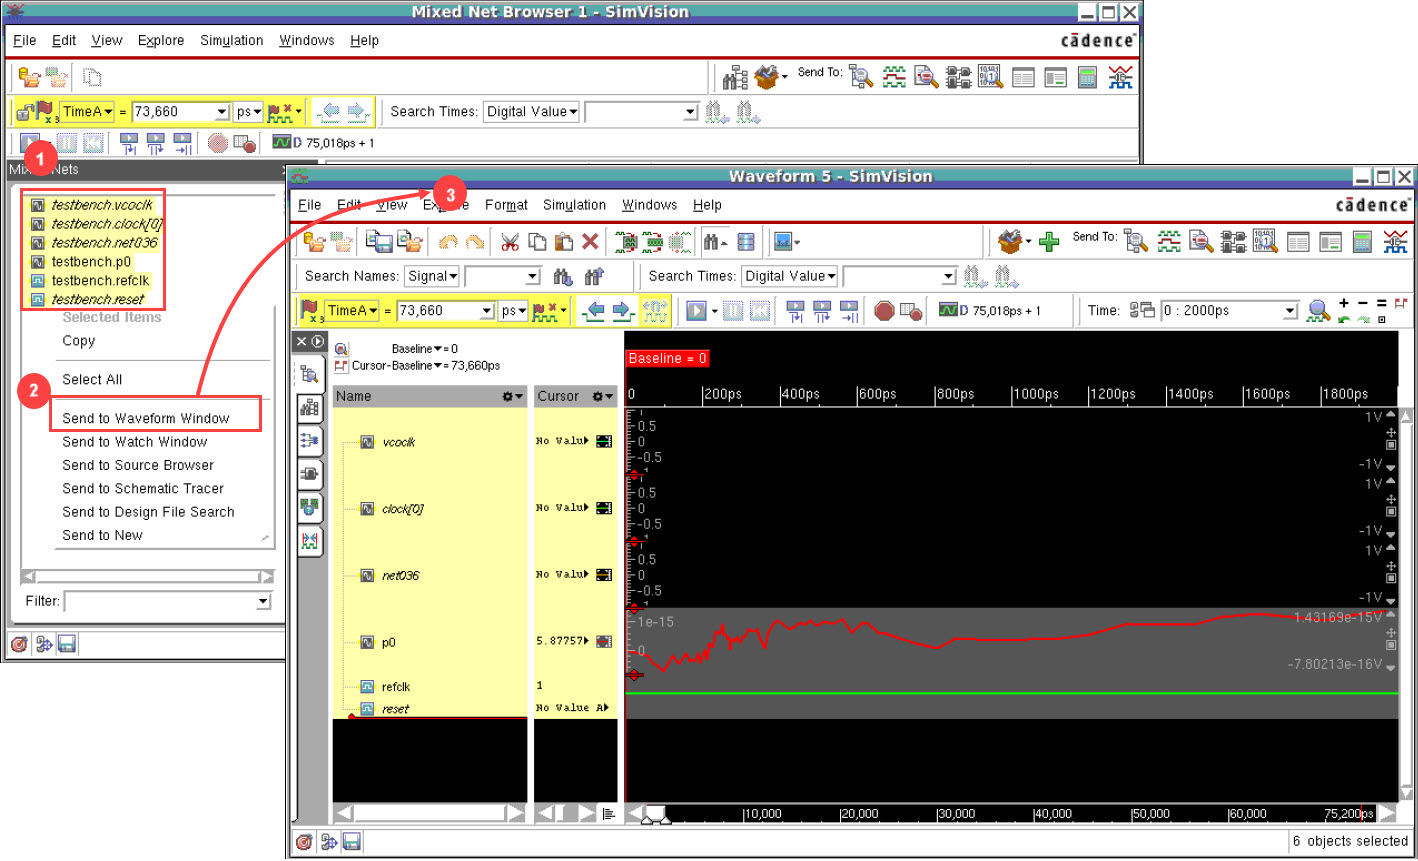 Mixed Net Browser 1 - SimVision
File Edit View Explore Simulation Windows Help
cādence
Send To:
TimeA = 73,660 ps Search Times: Digital Value
D 75,018ps + 1
1
testbench.vcoclk
testbench.clock[0]
testbench.net036
testbench.p0
testbench.refclk
testbench.reset
Selected Items
Copy
Select All
2
Send to Waveform Window
Send to Watch Window
Send to Source Browser
Send to Schematic Tracer
Send to Design File Search
Send to New
Filter:
Waveform 5 - SimVision
3
File Edit View Explore Format Simulation Windows Help
cādence
Send To:
Search Names: Signal Search Times: Digital Value
TimeA = 73,660 ps D 75,018ps + 1 Time: 0 : 2000ps
Baseline = 0
Cursor-Baseline = 73,660ps
Baseline = 0
Name Cursor 0 200ps 400ps 600ps 800ps 1000ps 1200ps 1400ps 1600ps 1800ps
1V
0.5
vcoclk No Valu 0
-0.5
-1V
1V
0.5
clock[0] No Valu 0
-0.5
-1V
1V
0.5
net036 No Valu 0
-0.5
-1V
1e-15 1.43169e-15V
p0 5.87757 0
-7.80213e-16V
refclk 1
reset No Value A
10,000 20,000 30,000 40,000 50,000 60,000 75,200ps
6 objects selected